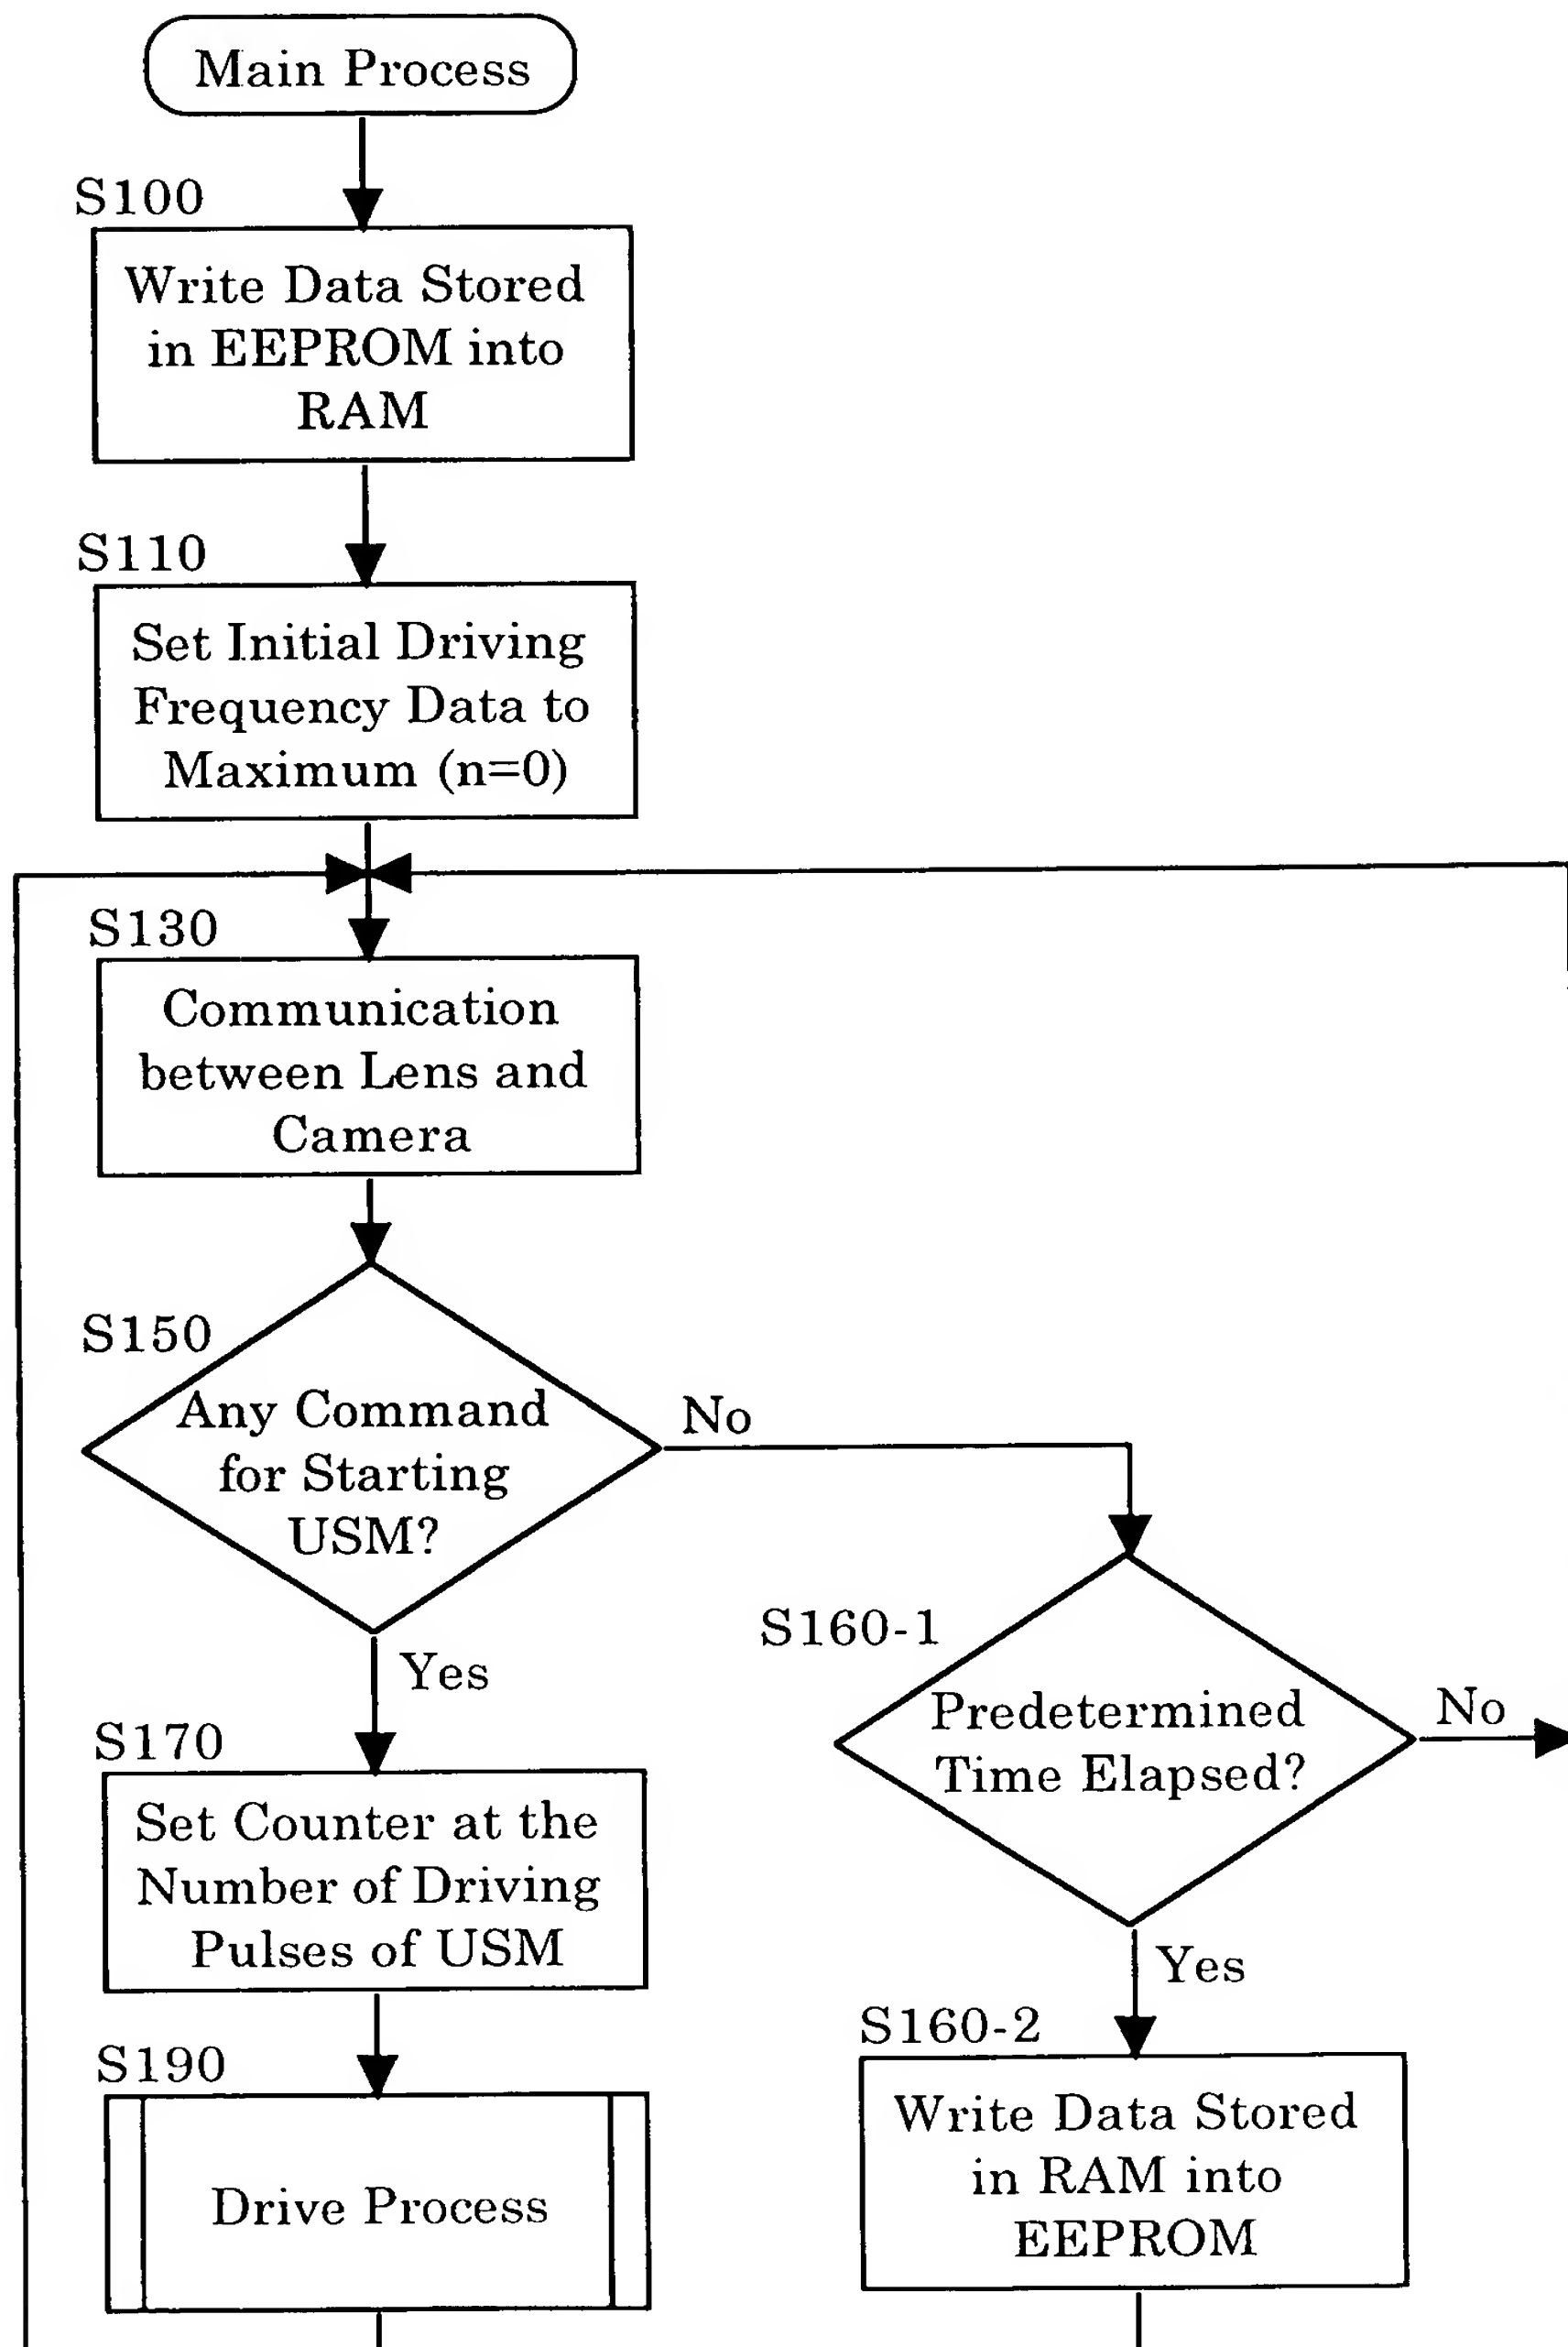 Main Process
S100
Write Data Stored
in EEPROM into
RAM
S110
Set Initial Driving
Frequency Data to
Maximum (n=0)
S130
Communication
between Lens and
Camera
S150
Any Command
for Starting
USM?
No
Yes
S160-1
Predetermined
Time Elapsed?
No
Yes
S170
Set Counter at the
Number of Driving
Pulses of USM
S160-2
Write Data Stored
in RAM into
EEPROM
S190
Drive Process